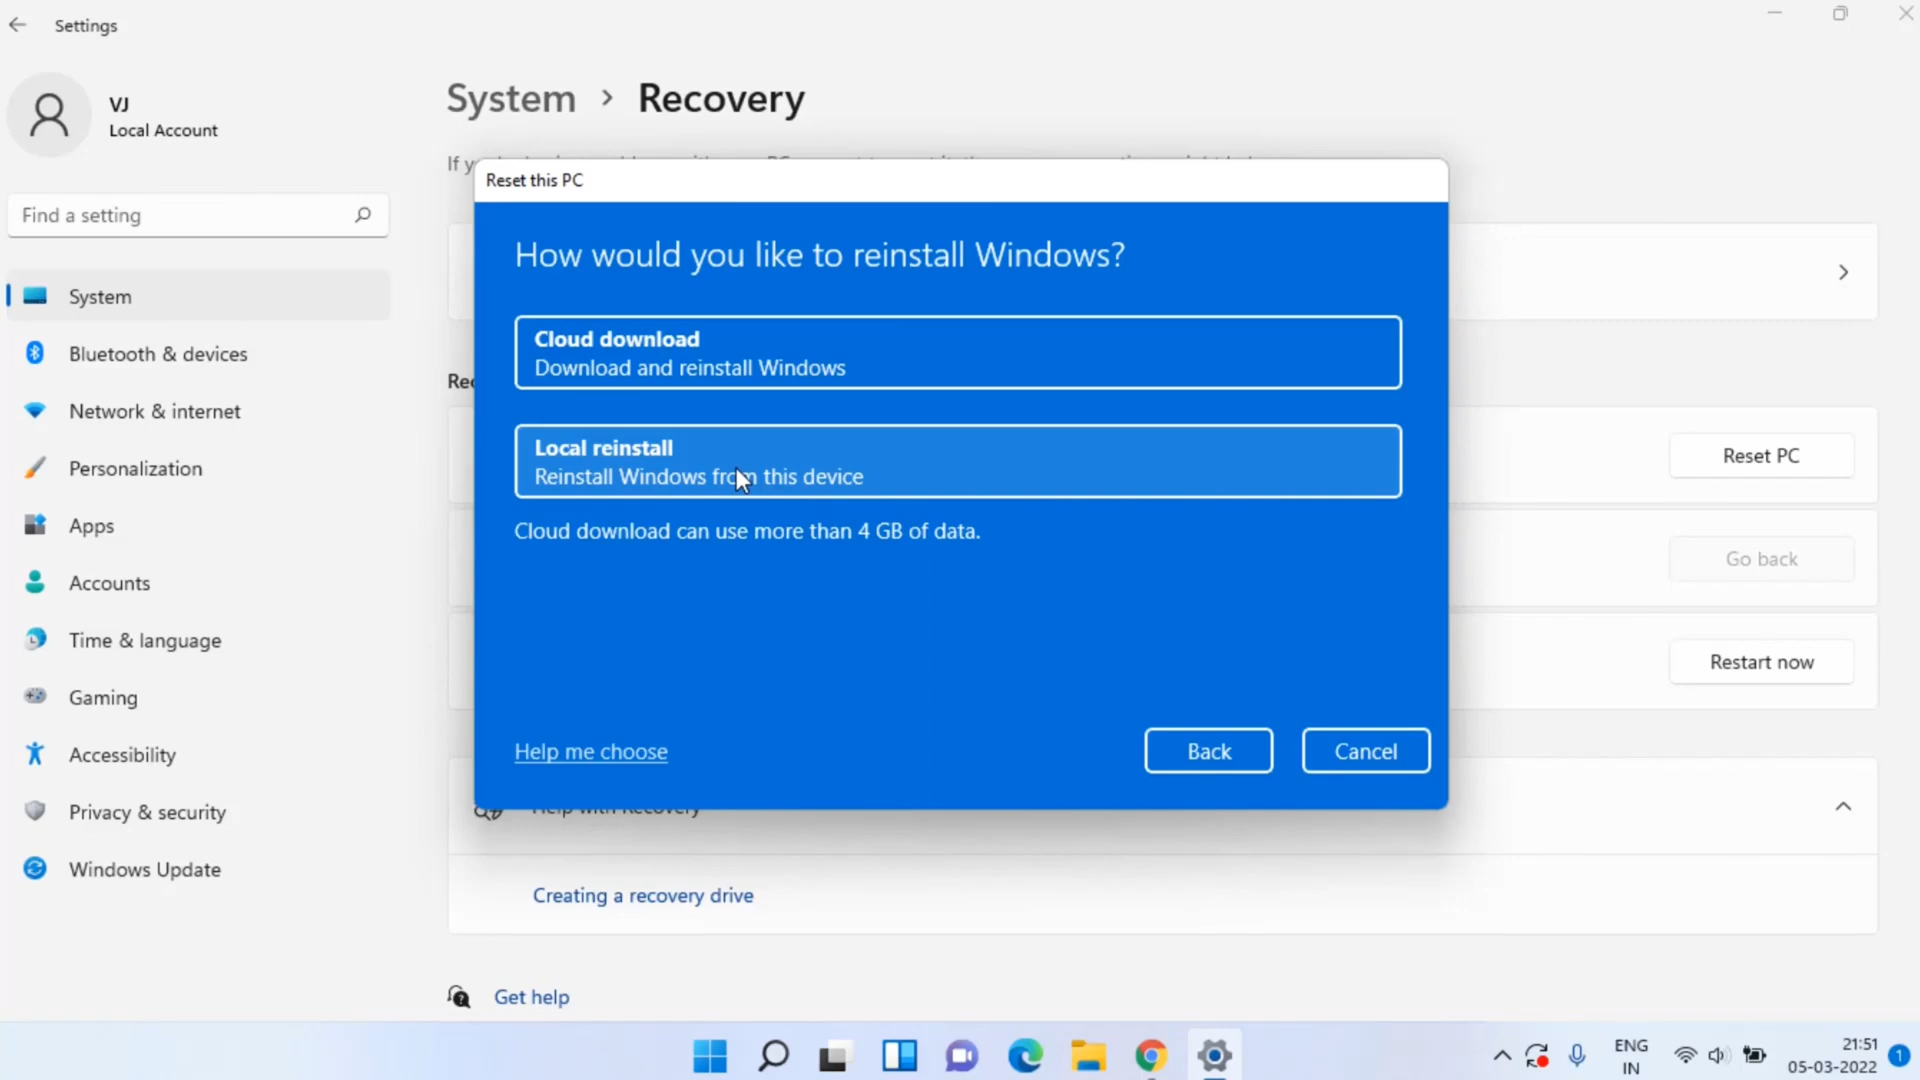 Settings
VJ
Local Account
Find a setting
System
Bluetooth & devices
Network & internet
Personalization
Apps
Accounts
Time & language
Gaming
Accessibility
Privacy & security
Windows Update
System > Recovery
If
Reset this PC
How would you like to reinstall Windows?
Cloud download
Download and reinstall Windows
Local reinstall
Reinstall Windows from this device
Cloud download can use more than 4 GB of data.
Help me choose
Back
Cancel
Reset PC
Go back
Restart now
Help with Recovery
Creating a recovery drive
Get help
ENG
IN
21:51
05-03-2022
1